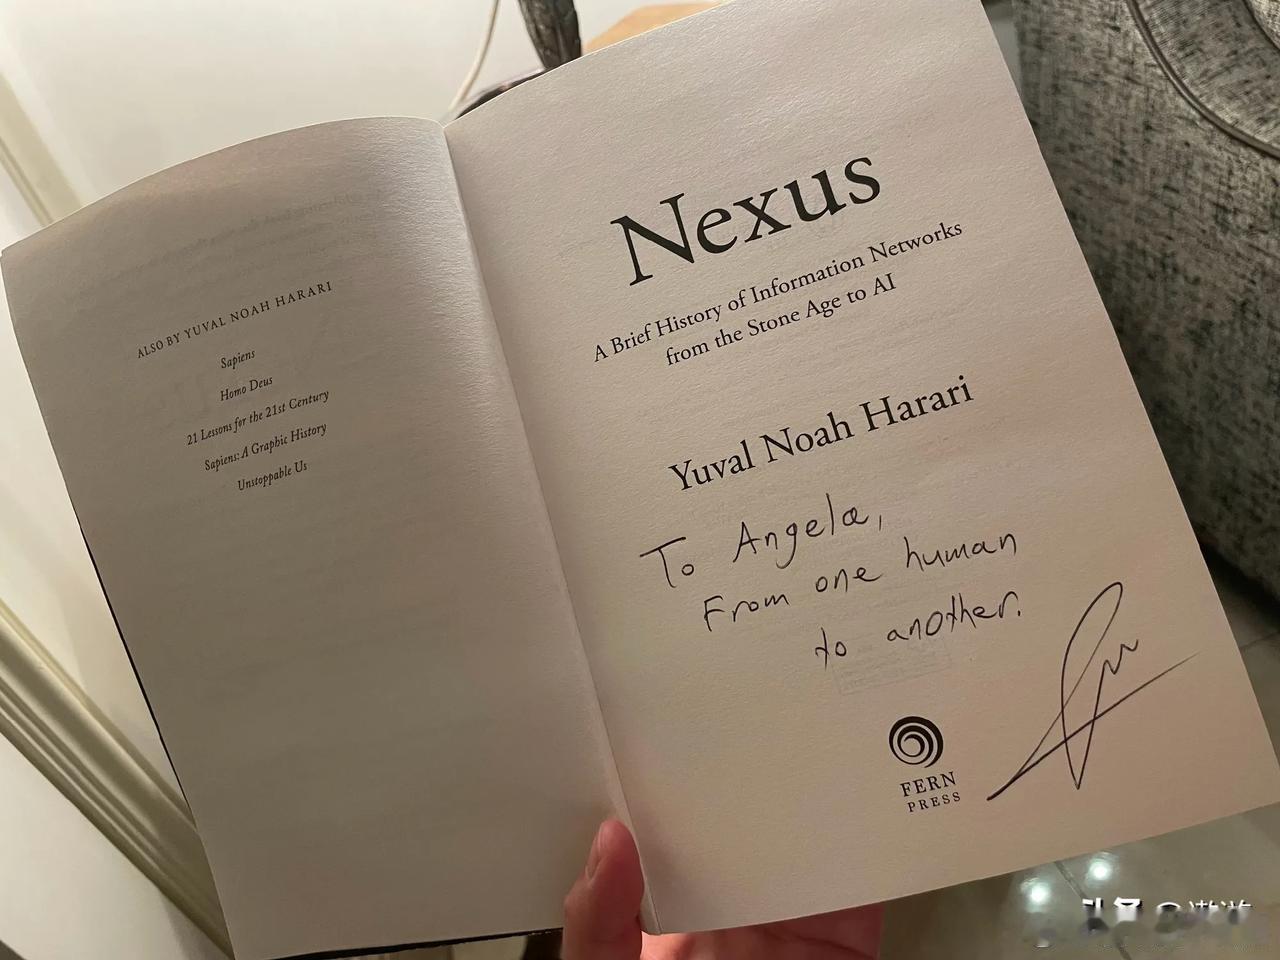 ALSO BY YUVAL NOAH HARARI
Sapiens
Homo Deus
21 Lessons for the 21st Century
Sapiens: A Graphic History
Unstoppable Us
Nexus
A Brief History of Information Networks
from the Stone Age to AI
Yuval Noah Harari
To Angela,
From one human
to another.
FERN
PRESS